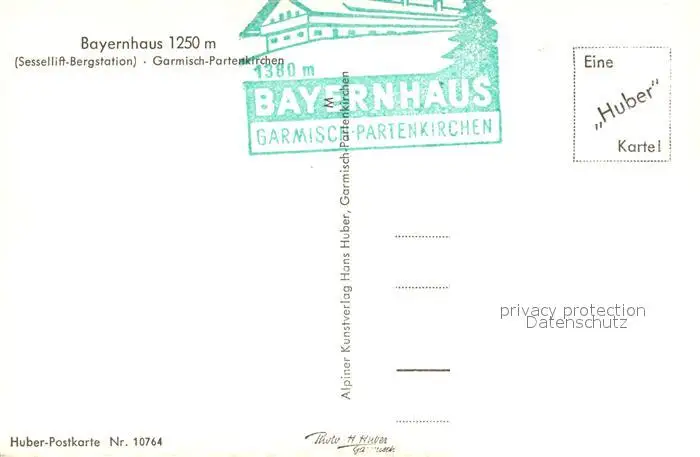 Bayernhaus 1250 m
(Sessellift-Bergstation) · Garmisch-Partenkirchen
1380 m
BAYERNHAUS
GARMISCH-PARTENKIRCHEN
Eine
„Huber"
Karte!
M
Alpiner Kunstverlag Hans Huber, Garmisch-Partenkirchen
privacy protection
Datenschutz
Huber-Postkarte Nr. 10764
Photo H Huber
Garmisch